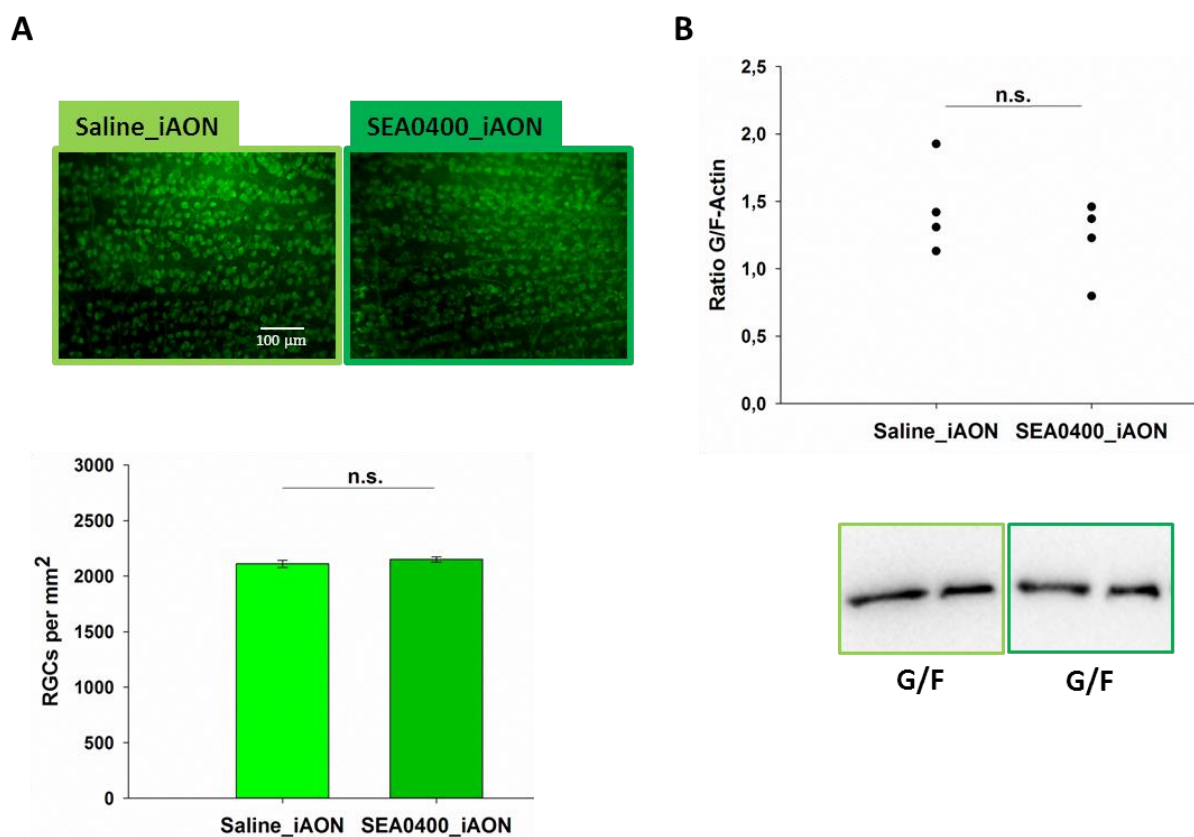 A
Saline_iAON
SEA0400_iAON
100 µm
3000
2500
2000
1500
1000
500
0
RGCs per mm²
n.s.
Saline_iAON
SEA0400_iAON
B
2,5
2,0
1,5
1,0
0,5
0,0
Ratio G/F-Actin
n.s.
Saline_iAON
SEA0400_iAON
G/F
G/F